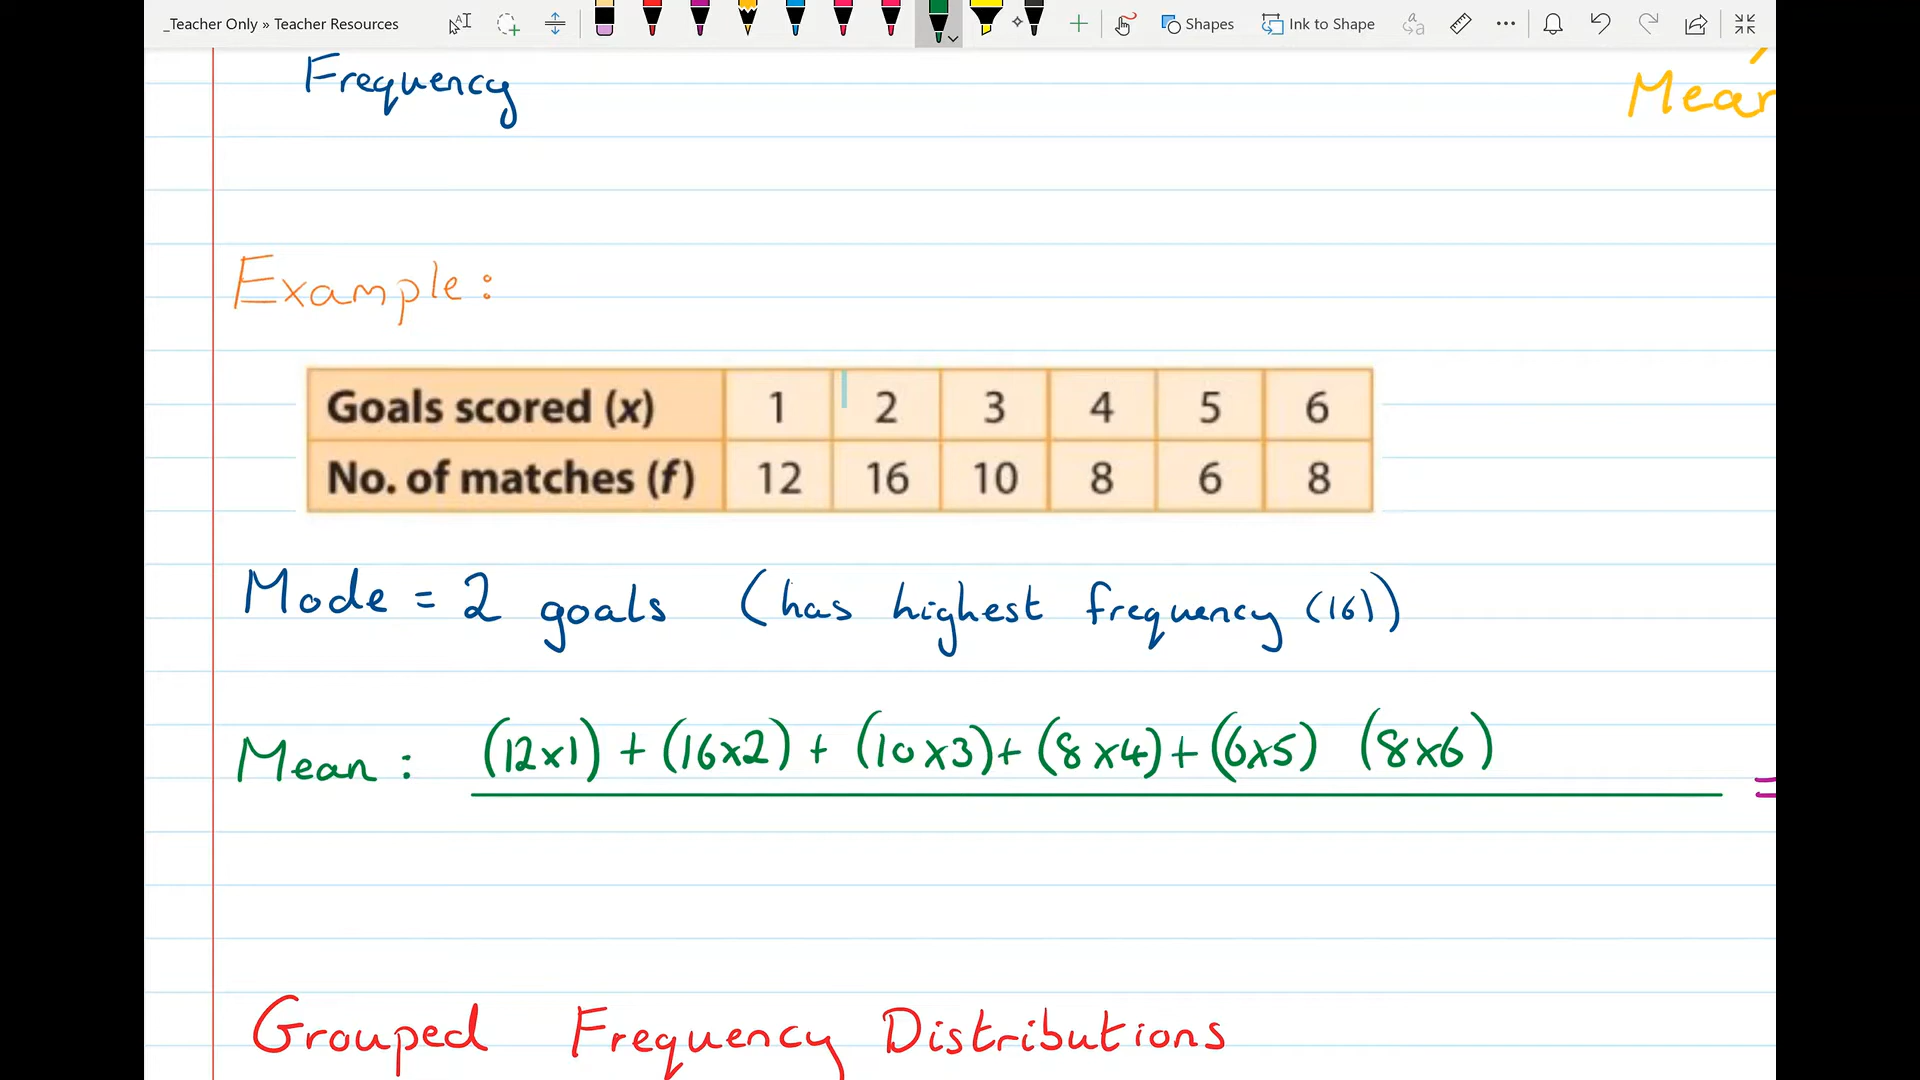 _Teacher Only » Teacher Resources Shapes Ink to Shape
Frequency
Mean
Example:
Goals scored (x) 1 2 3 4 5 6
No. of matches (f) 12 16 10 8 6 8
Mode = 2 goals (has highest frequency (16))
Mean : (12x1) + (16x2) + (10x3) + (8x4) + (6x5) (8x6) =
Grouped Frequency Distributions